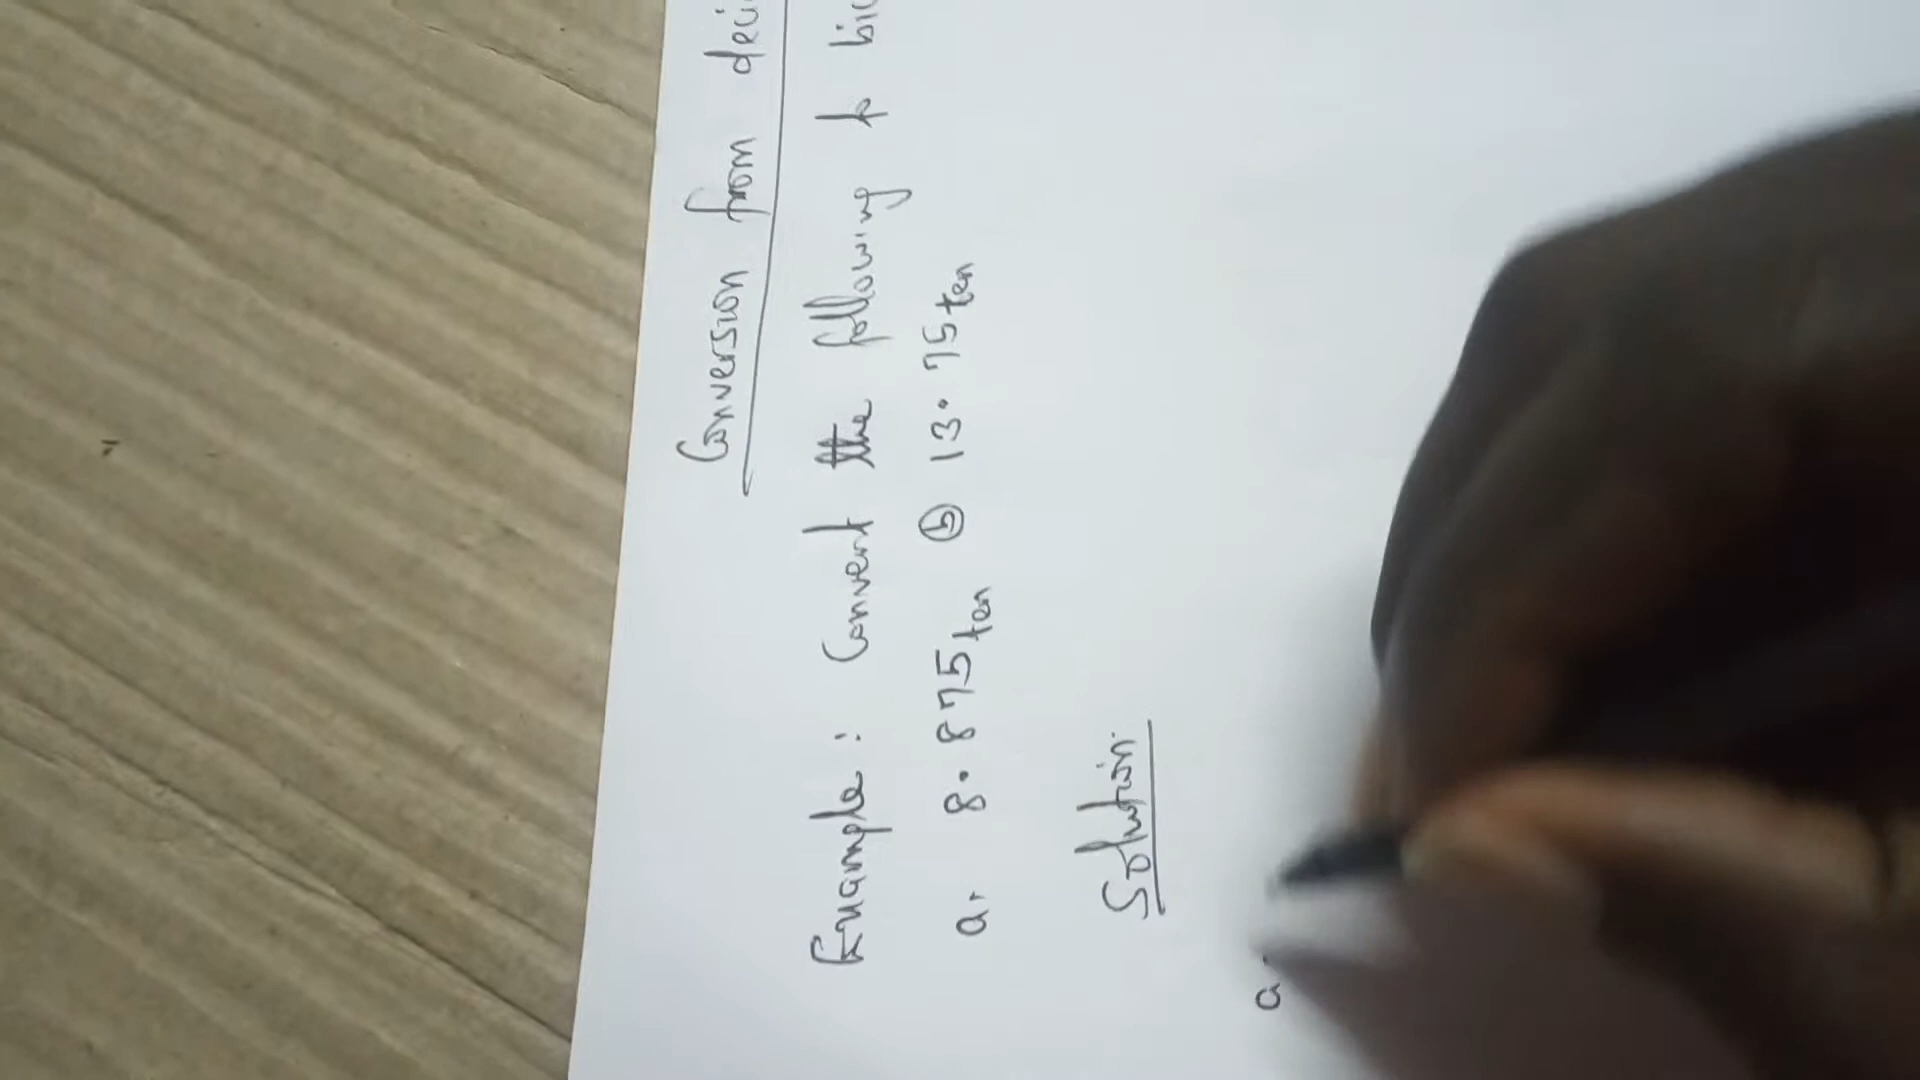 Conversion from deci
Example: Convert the following to bi
a. 8.875ten (b) 13.75ten
Solution
a.